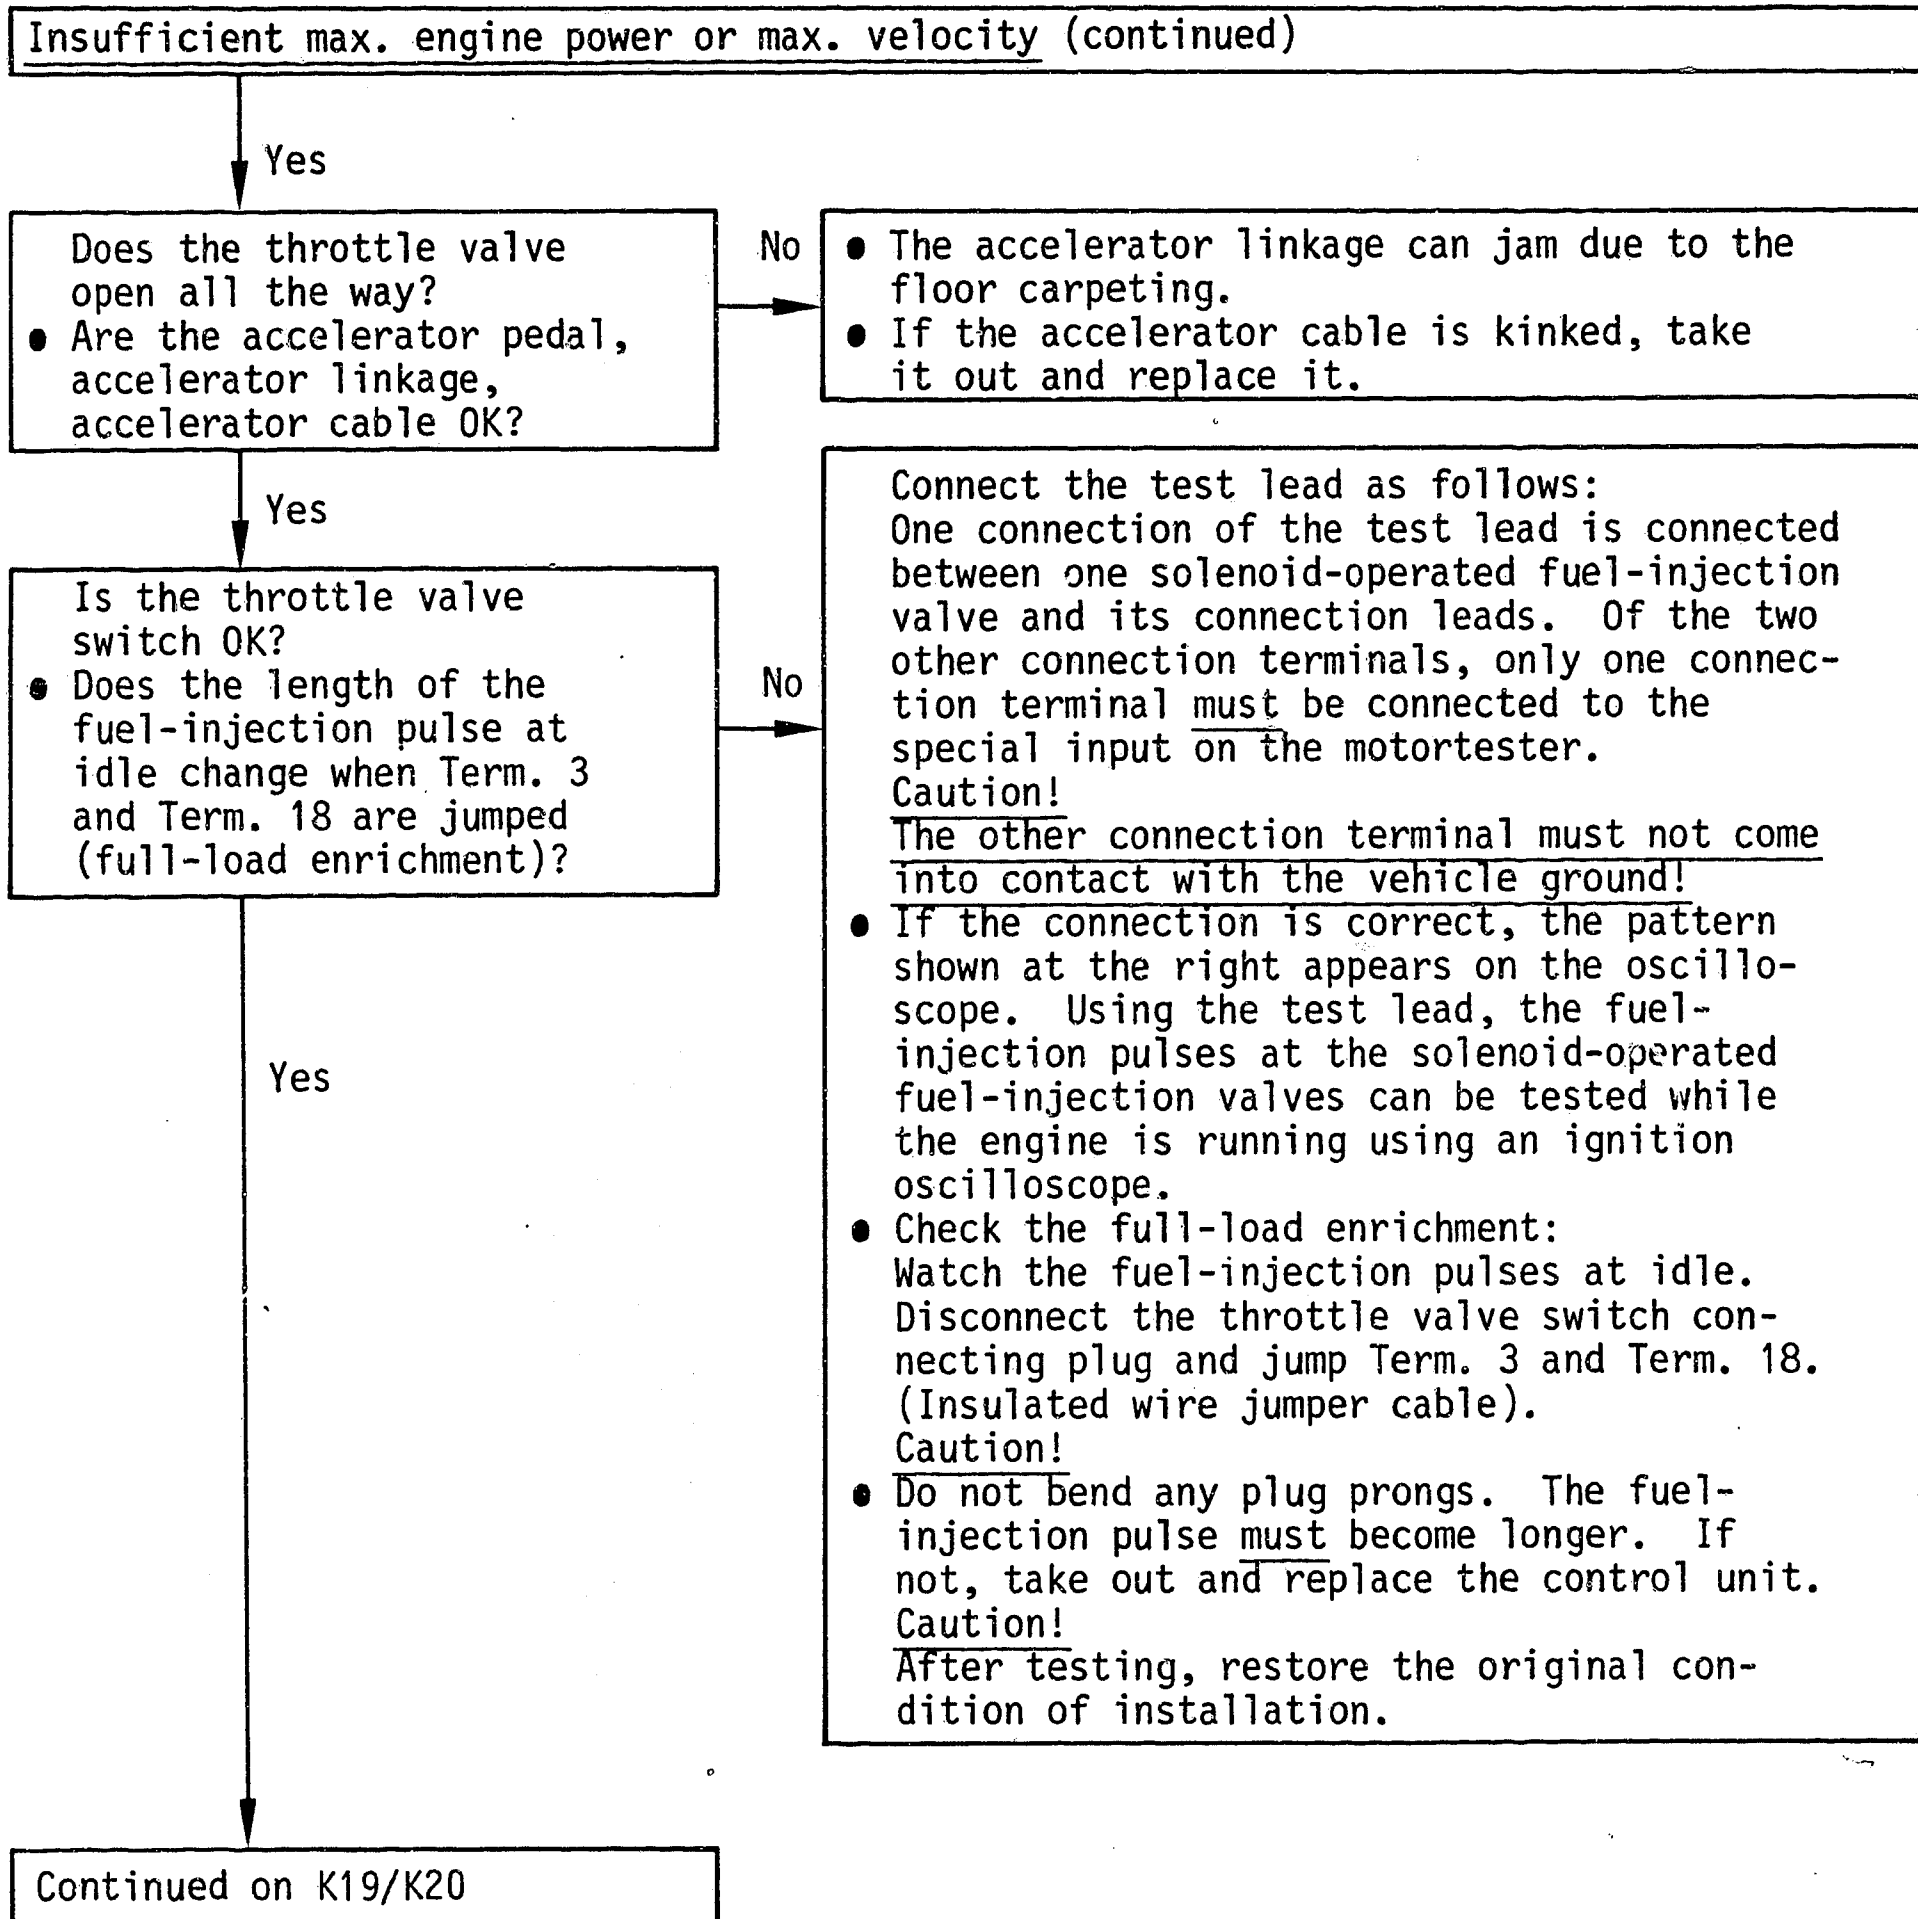 Insufficient max. engine power or max. velocity (continued)
Yes
Does the throttle valve
open all the way?
● Are the accelerator pedal,
accelerator linkage,
accelerator cable OK?
No
● The accelerator linkage can jam due to the
floor carpeting.
● If the accelerator cable is kinked, take
it out and replace it.
Yes
Is the throttle valve
switch OK?
● Does the length of the
fuel-injection pulse at
idle change when Term. 3
and Term. 18 are jumped
(full-load enrichment)?
No
Connect the test lead as follows:
One connection of the test lead is connected
between one solenoid-operated fuel-injection
valve and its connection leads. Of the two
other connection terminals, only one connec-
tion terminal must be connected to the
special input on the motortester.
Caution!
The other connection terminal must not come
into contact with the vehicle ground!
● If the connection is correct, the pattern
shown at the right appears on the oscillo-
scope. Using the test lead, the fuel-
injection pulses at the solenoid-operated
fuel-injection valves can be tested while
the engine is running using an ignition
oscilloscope.
● Check the full-load enrichment:
Watch the fuel-injection pulses at idle.
Disconnect the throttle valve switch con-
necting plug and jump Term. 3 and Term. 18.
(Insulated wire jumper cable).
Caution!
● Do not bend any plug prongs. The fuel-
injection pulse must become longer. If
not, take out and replace the control unit.
Caution!
After testing, restore the original con-
dition of installation.
Yes
Continued on K19/K20